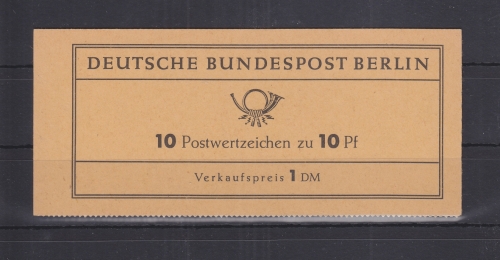 DEUTSCHE BUNDESPOST BERLIN
10 Postwertzeichen zu 10 Pf
Verkaufspreis 1 DM